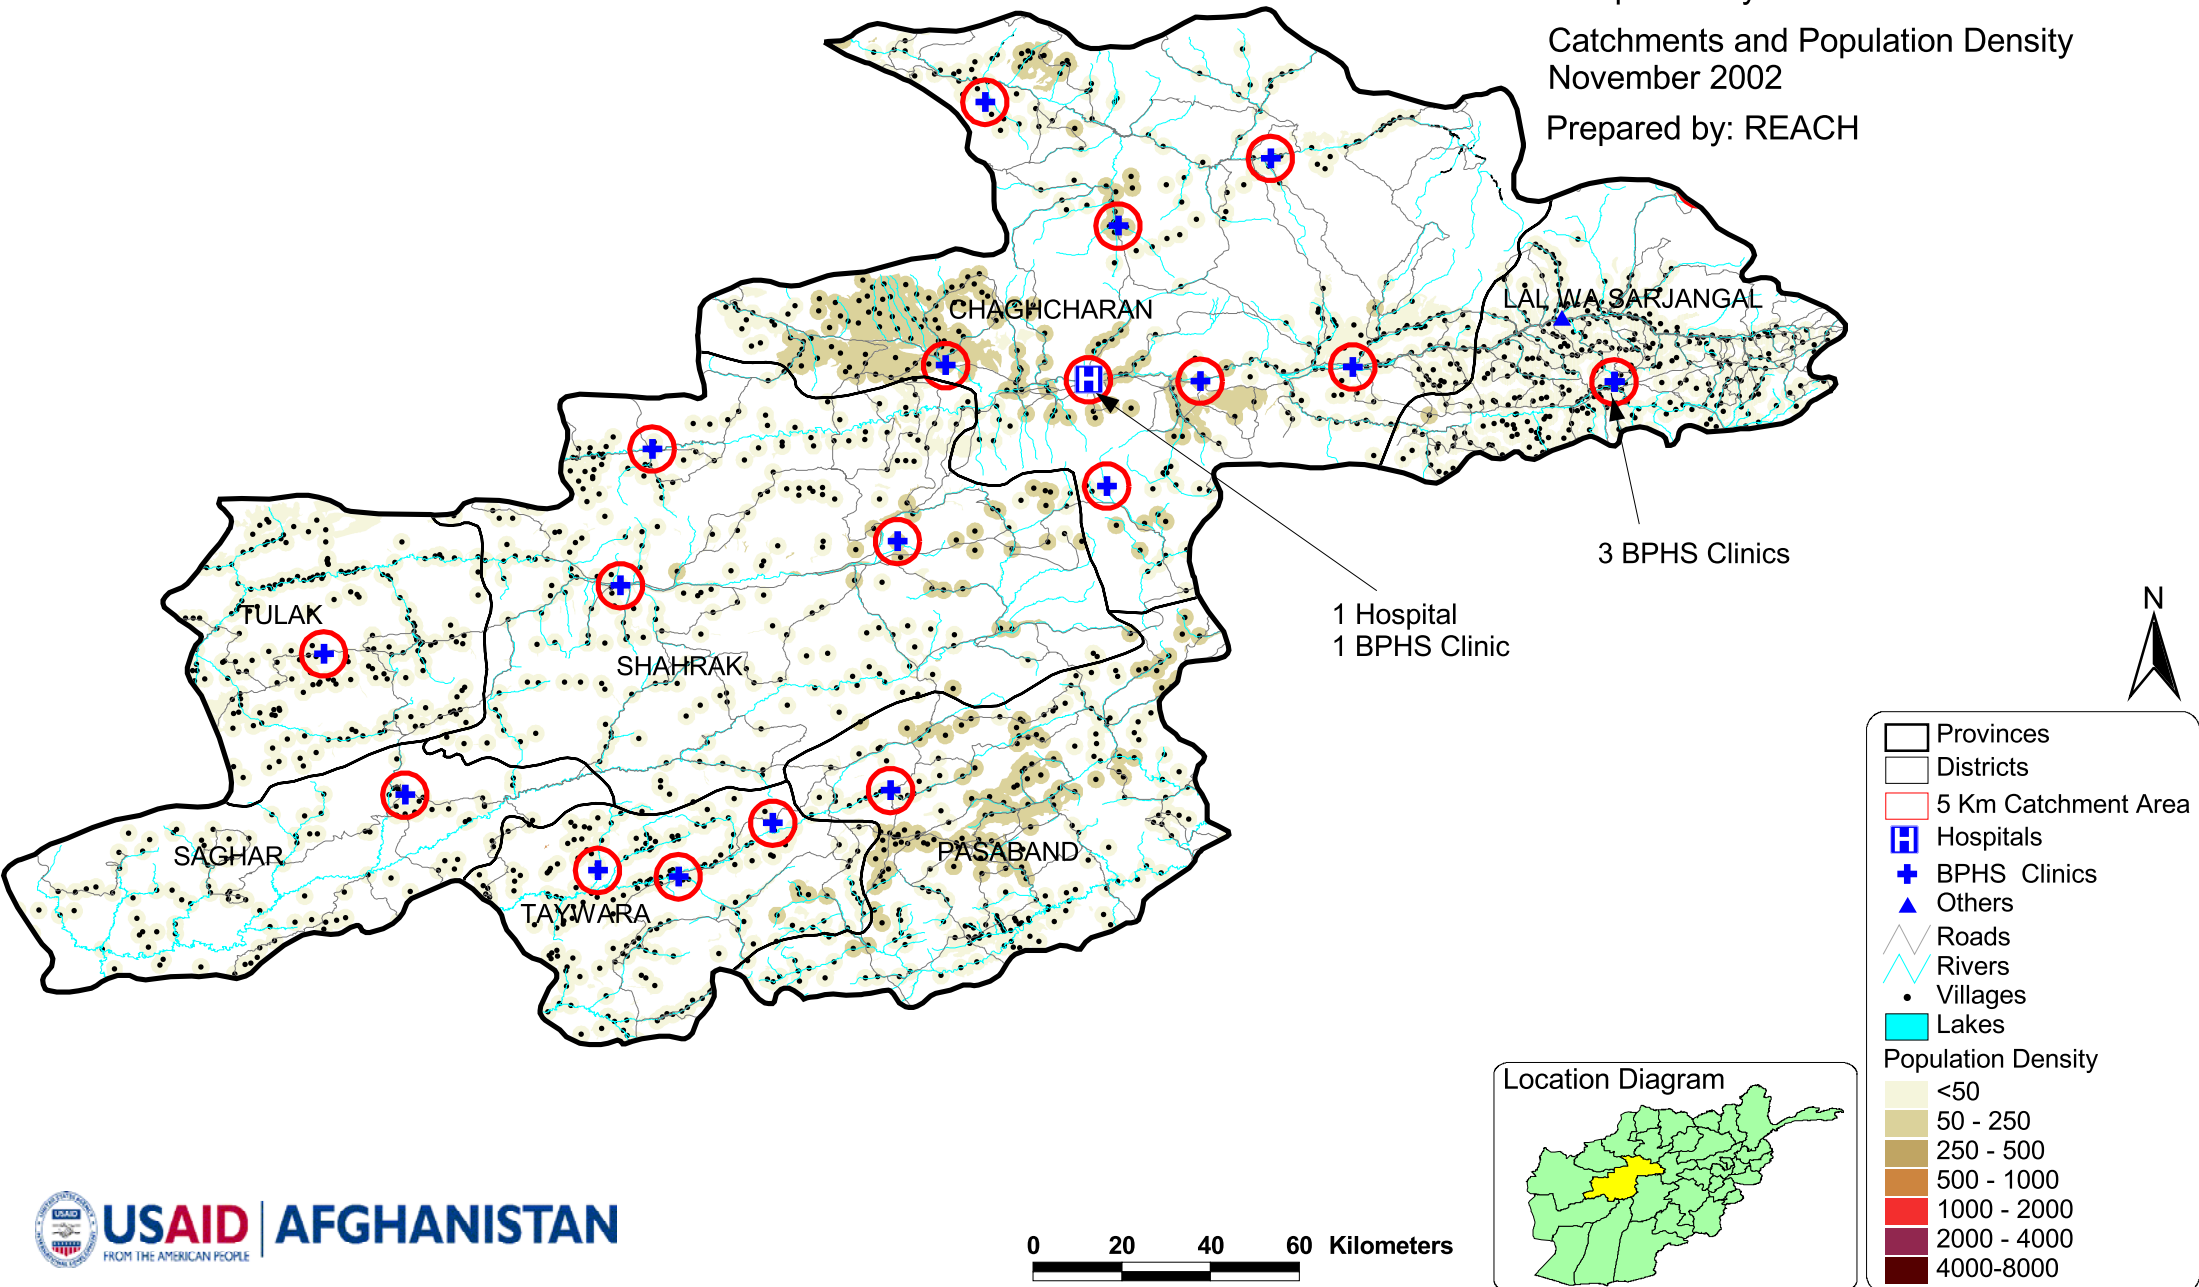 Catchments and Population Density
November 2002
Prepared by: REACH
CHAGHCHARAN
LAL WA SARJANGAL
3 BPHS Clinics
1 Hospital
1 BPHS Clinic
TULAK
SHAHRAK
SAGHAR
PASABAND
TAYWARA
N
Provinces
Districts
5 Km Catchment Area
Hospitals
BPHS Clinics
Others
Roads
Rivers
Villages
Lakes
Population Density
<50
50 - 250
250 - 500
500 - 1000
1000 - 2000
2000 - 4000
4000-8000
Location Diagram
USAID
USAID AFGHANISTAN
FROM THE AMERICAN PEOPLE
0 20 40 60 Kilometers